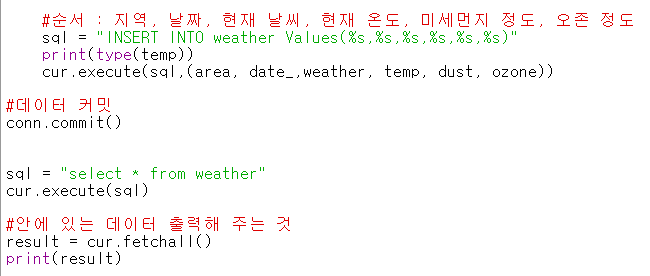 #순서 : 지역, 날짜, 현재 날씨, 현재 온도, 미세먼지 정도, 오존 정도
sql = "INSERT INTO weather Values(%s,%s,%s,%s,%s,%s)"
print(type(temp))
cur.execute(sql,(area, date_,weather, temp, dust, ozone))
#데이터 커밋
conn.commit()
sql = "select * from weather"
cur.execute(sql)
#안에 있는 데이터 출력해 주는 것
result = cur.fetchall()
print(result)